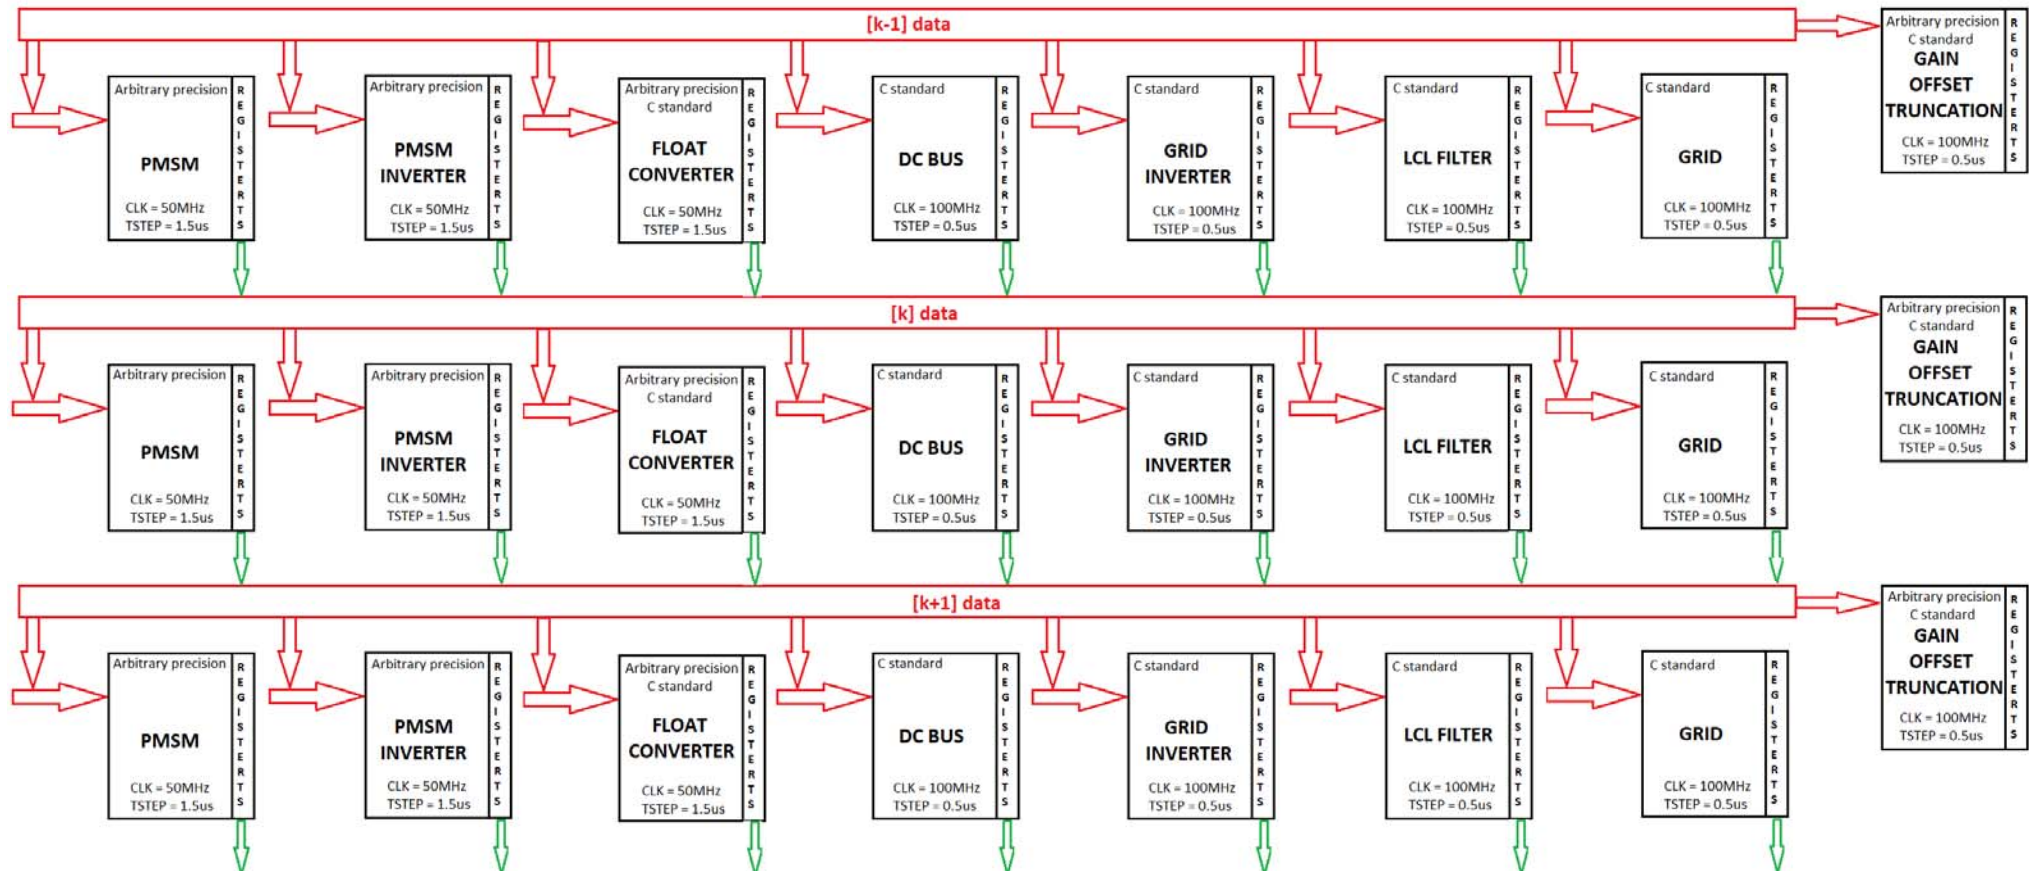 [k-1] data
Arbitrary precision
C standard
GAIN
OFFSET
TRUNCATION
CLK = 100MHz
TSTEP = 0.5us
REGISTERTS
Arbitrary precision
PMSM
CLK = 50MHz
TSTEP = 1.5us
REGISTERTS
Arbitrary precision
PMSM
INVERTER
CLK = 50MHz
TSTEP = 1.5us
REGISTERTS
Arbitrary precision
C standard
FLOAT
CONVERTER
CLK = 50MHz
TSTEP = 1.5us
REGISTERTS
C standard
DC BUS
CLK = 100MHz
TSTEP = 0.5us
REGISTERTS
C standard
GRID
INVERTER
CLK = 100MHz
TSTEP = 0.5us
REGISTERTS
C standard
LCL FILTER
CLK = 100MHz
TSTEP = 0.5us
REGISTERTS
C standard
GRID
CLK = 100MHz
TSTEP = 0.5us
REGISTERTS
[k] data
Arbitrary precision
C standard
GAIN
OFFSET
TRUNCATION
CLK = 100MHz
TSTEP = 0.5us
REGISTERTS
Arbitrary precision
PMSM
CLK = 50MHz
TSTEP = 1.5us
REGISTERTS
Arbitrary precision
PMSM
INVERTER
CLK = 50MHz
TSTEP = 1.5us
REGISTERTS
Arbitrary precision
C standard
FLOAT
CONVERTER
CLK = 50MHz
TSTEP = 1.5us
REGISTERTS
C standard
DC BUS
CLK = 100MHz
TSTEP = 0.5us
REGISTERTS
C standard
GRID
INVERTER
CLK = 100MHz
TSTEP = 0.5us
REGISTERTS
C standard
LCL FILTER
CLK = 100MHz
TSTEP = 0.5us
REGISTERTS
C standard
GRID
CLK = 100MHz
TSTEP = 0.5us
REGISTERTS
[k+1] data
Arbitrary precision
C standard
GAIN
OFFSET
TRUNCATION
CLK = 100MHz
TSTEP = 0.5us
REGISTERTS
Arbitrary precision
PMSM
CLK = 50MHz
TSTEP = 1.5us
REGISTERTS
Arbitrary precision
PMSM
INVERTER
CLK = 50MHz
TSTEP = 1.5us
REGISTERTS
Arbitrary precision
C standard
FLOAT
CONVERTER
CLK = 50MHz
TSTEP = 1.5us
REGISTERTS
C standard
DC BUS
CLK = 100MHz
TSTEP = 0.5us
REGISTERTS
C standard
GRID
INVERTER
CLK = 100MHz
TSTEP = 0.5us
REGISTERTS
C standard
LCL FILTER
CLK = 100MHz
TSTEP = 0.5us
REGISTERTS
C standard
GRID
CLK = 100MHz
TSTEP = 0.5us
REGISTERTS